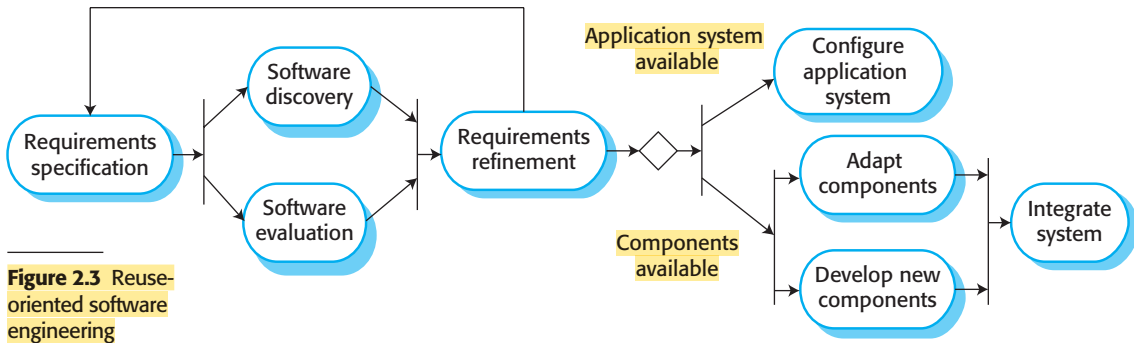 Requirements
specification
Software
discovery
Software
evaluation
Requirements
refinement
Application system
available
Configure
application
system
Components
available
Adapt
components
Develop new
components
Integrate
system
Figure 2.3 Reuse-
oriented software
engineering